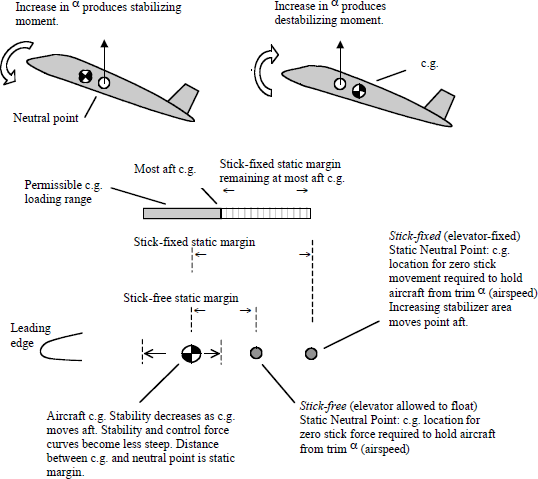 Increase in α produces stabilizing
moment.
Increase in α produces
destabilizing moment.
c.g.
Neutral point
Most aft c.g.
Stick-fixed static margin
remaining at most aft c.g.
Permissible c.g.
loading range
Stick-fixed static margin
Stick-fixed (elevator-fixed)
Static Neutral Point: c.g.
location for zero stick
movement required to hold
aircraft from trim α (airspeed)
Increasing stabilizer area
moves point aft.
Stick-free static margin
Leading
edge
Aircraft c.g. Stability decreases as c.g.
moves aft. Stability and control force
curves become less steep. Distance
between c.g. and neutral point is static
margin.
Stick-free (elevator allowed to float)
Static Neutral Point: c.g. location for
zero stick force required to hold aircraft
from trim α (airspeed)